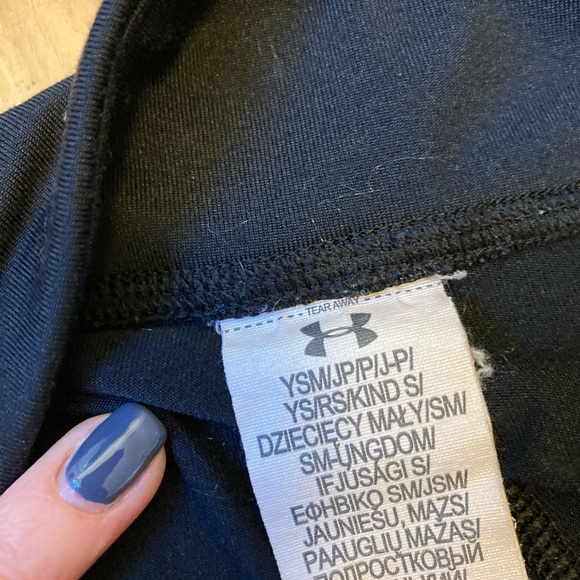 TEAR AWAY
YSM/JP/P/J-P/
YS/RS/KIND S/
DZIECIĘCY MAŁY/SM/
SM-UNGDOM/
IFJUSÁGI S/
ΕΦΗΒΙΚΟ SM/JSM/
JAUNIEŠU, MAZS/
PAAUGLIŲ MAŽAS/
ПОДРОСТКОВЫЙ